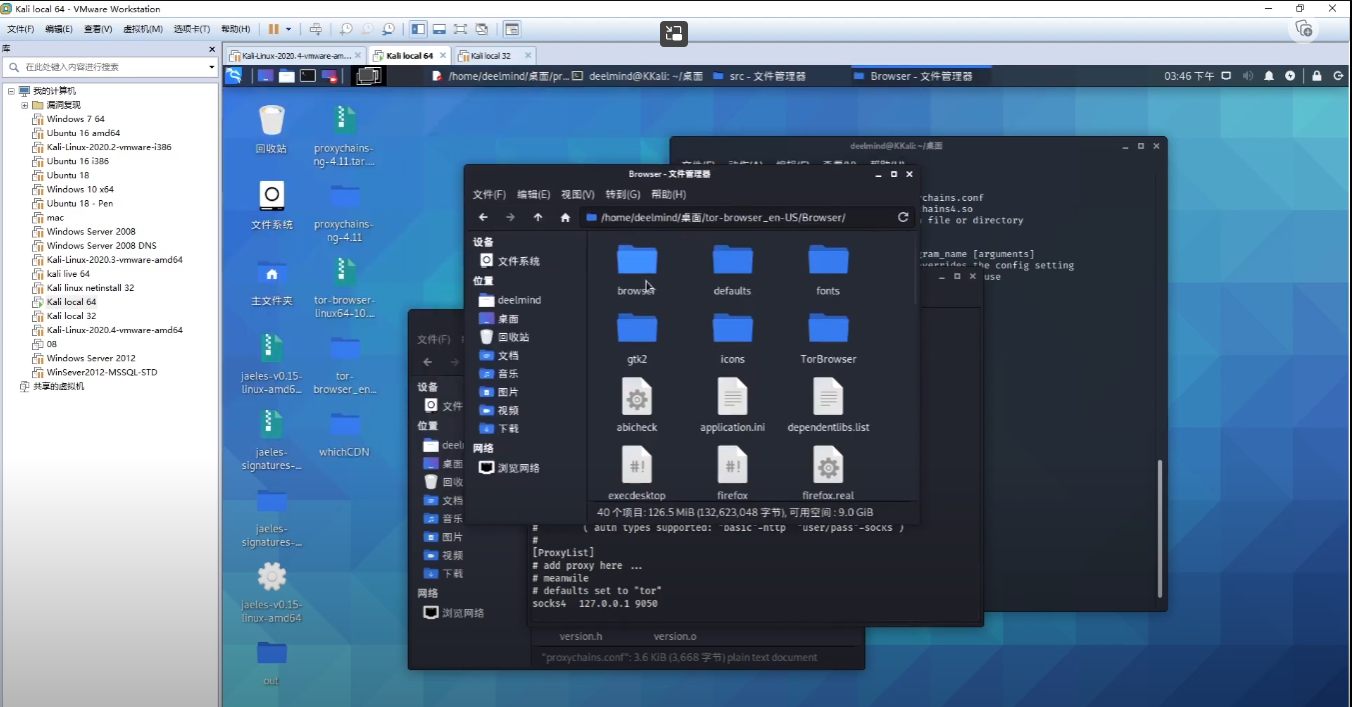 Kali local 64 - VMware Workstation
文件(F) 编辑(E) 查看(V) 虚拟机(M) 选项卡(T) 帮助(H)
库
在此处键入内容进行搜索
我的计算机
漏洞复现
Windows 7 64
Ubuntu 16 amd64
Kali-Linux-2020.2-vmware-i386
Ubuntu 16 i386
Ubuntu 18
Windows 10 x64
Ubuntu 18 - Pen
mac
Windows Server 2008
Windows Server 2008 DNS
Kali-Linux-2020.3-vmware-amd64
kali live 64
Kali linux netinstall 32
Kali local 64
Kali local 32
Kali-Linux-2020.4-vmware-amd64
08
Windows Server 2012
WinSever2012-MSSQL-STD
共享的虚拟机
Kali-Linux-2020.4-vmware-am...
Kali local 64
Kali local 32
/home/deelmind/桌面/pr...
deelmind@KKali: ~/桌面
src - 文件管理器
Browser - 文件管理器
03:46 下午
回收站
proxychains-
ng-4.11.tar....
文件系统
proxychains-
ng-4.11
主文件夹
tor-browser-
linux64-10....
jaeles-v0.15-
linux-amd6...
tor-
browser_en...
jaeles-
signatures-...
whichCDN
jaeles-
signatures-...
jaeles-v0.15-
linux-amd64
out
deelmind@KKali: ~/桌面
chains.conf
chains4.so
file or directory
ram_name [arguments]
verrides the config setting
use
Browser - 文件管理器
文件(F) 编辑(E) 视图(V) 转到(G) 帮助(H)
/home/deelmind/桌面/tor-browser_en-US/Browser/
设备
文件系统
位置
deelmind
桌面
回收站
文档
音乐
图片
视频
下载
网络
浏览网络
browser
defaults
fonts
gtk2
icons
TorBrowser
abicheck
application.ini
dependentlibs.list
execdesktop
firefox
firefox.real
40 个项目: 126.5 MiB (132,623,048 字节), 可用空间 : 9.0 GiB
文件(F)
设备
文件
位置
deel
桌面
回收
文档
音乐
图片
视频
下载
网络
浏览网络
# ( auth types supported: "basic"-http "user/pass"-socks )
#
[ProxyList]
# add proxy here ...
# meanwile
# defaults set to "tor"
socks4 127.0.0.1 9050
version.h
version.o
"proxychains.conf": 3.6 KiB (3,668 字节) plain text document